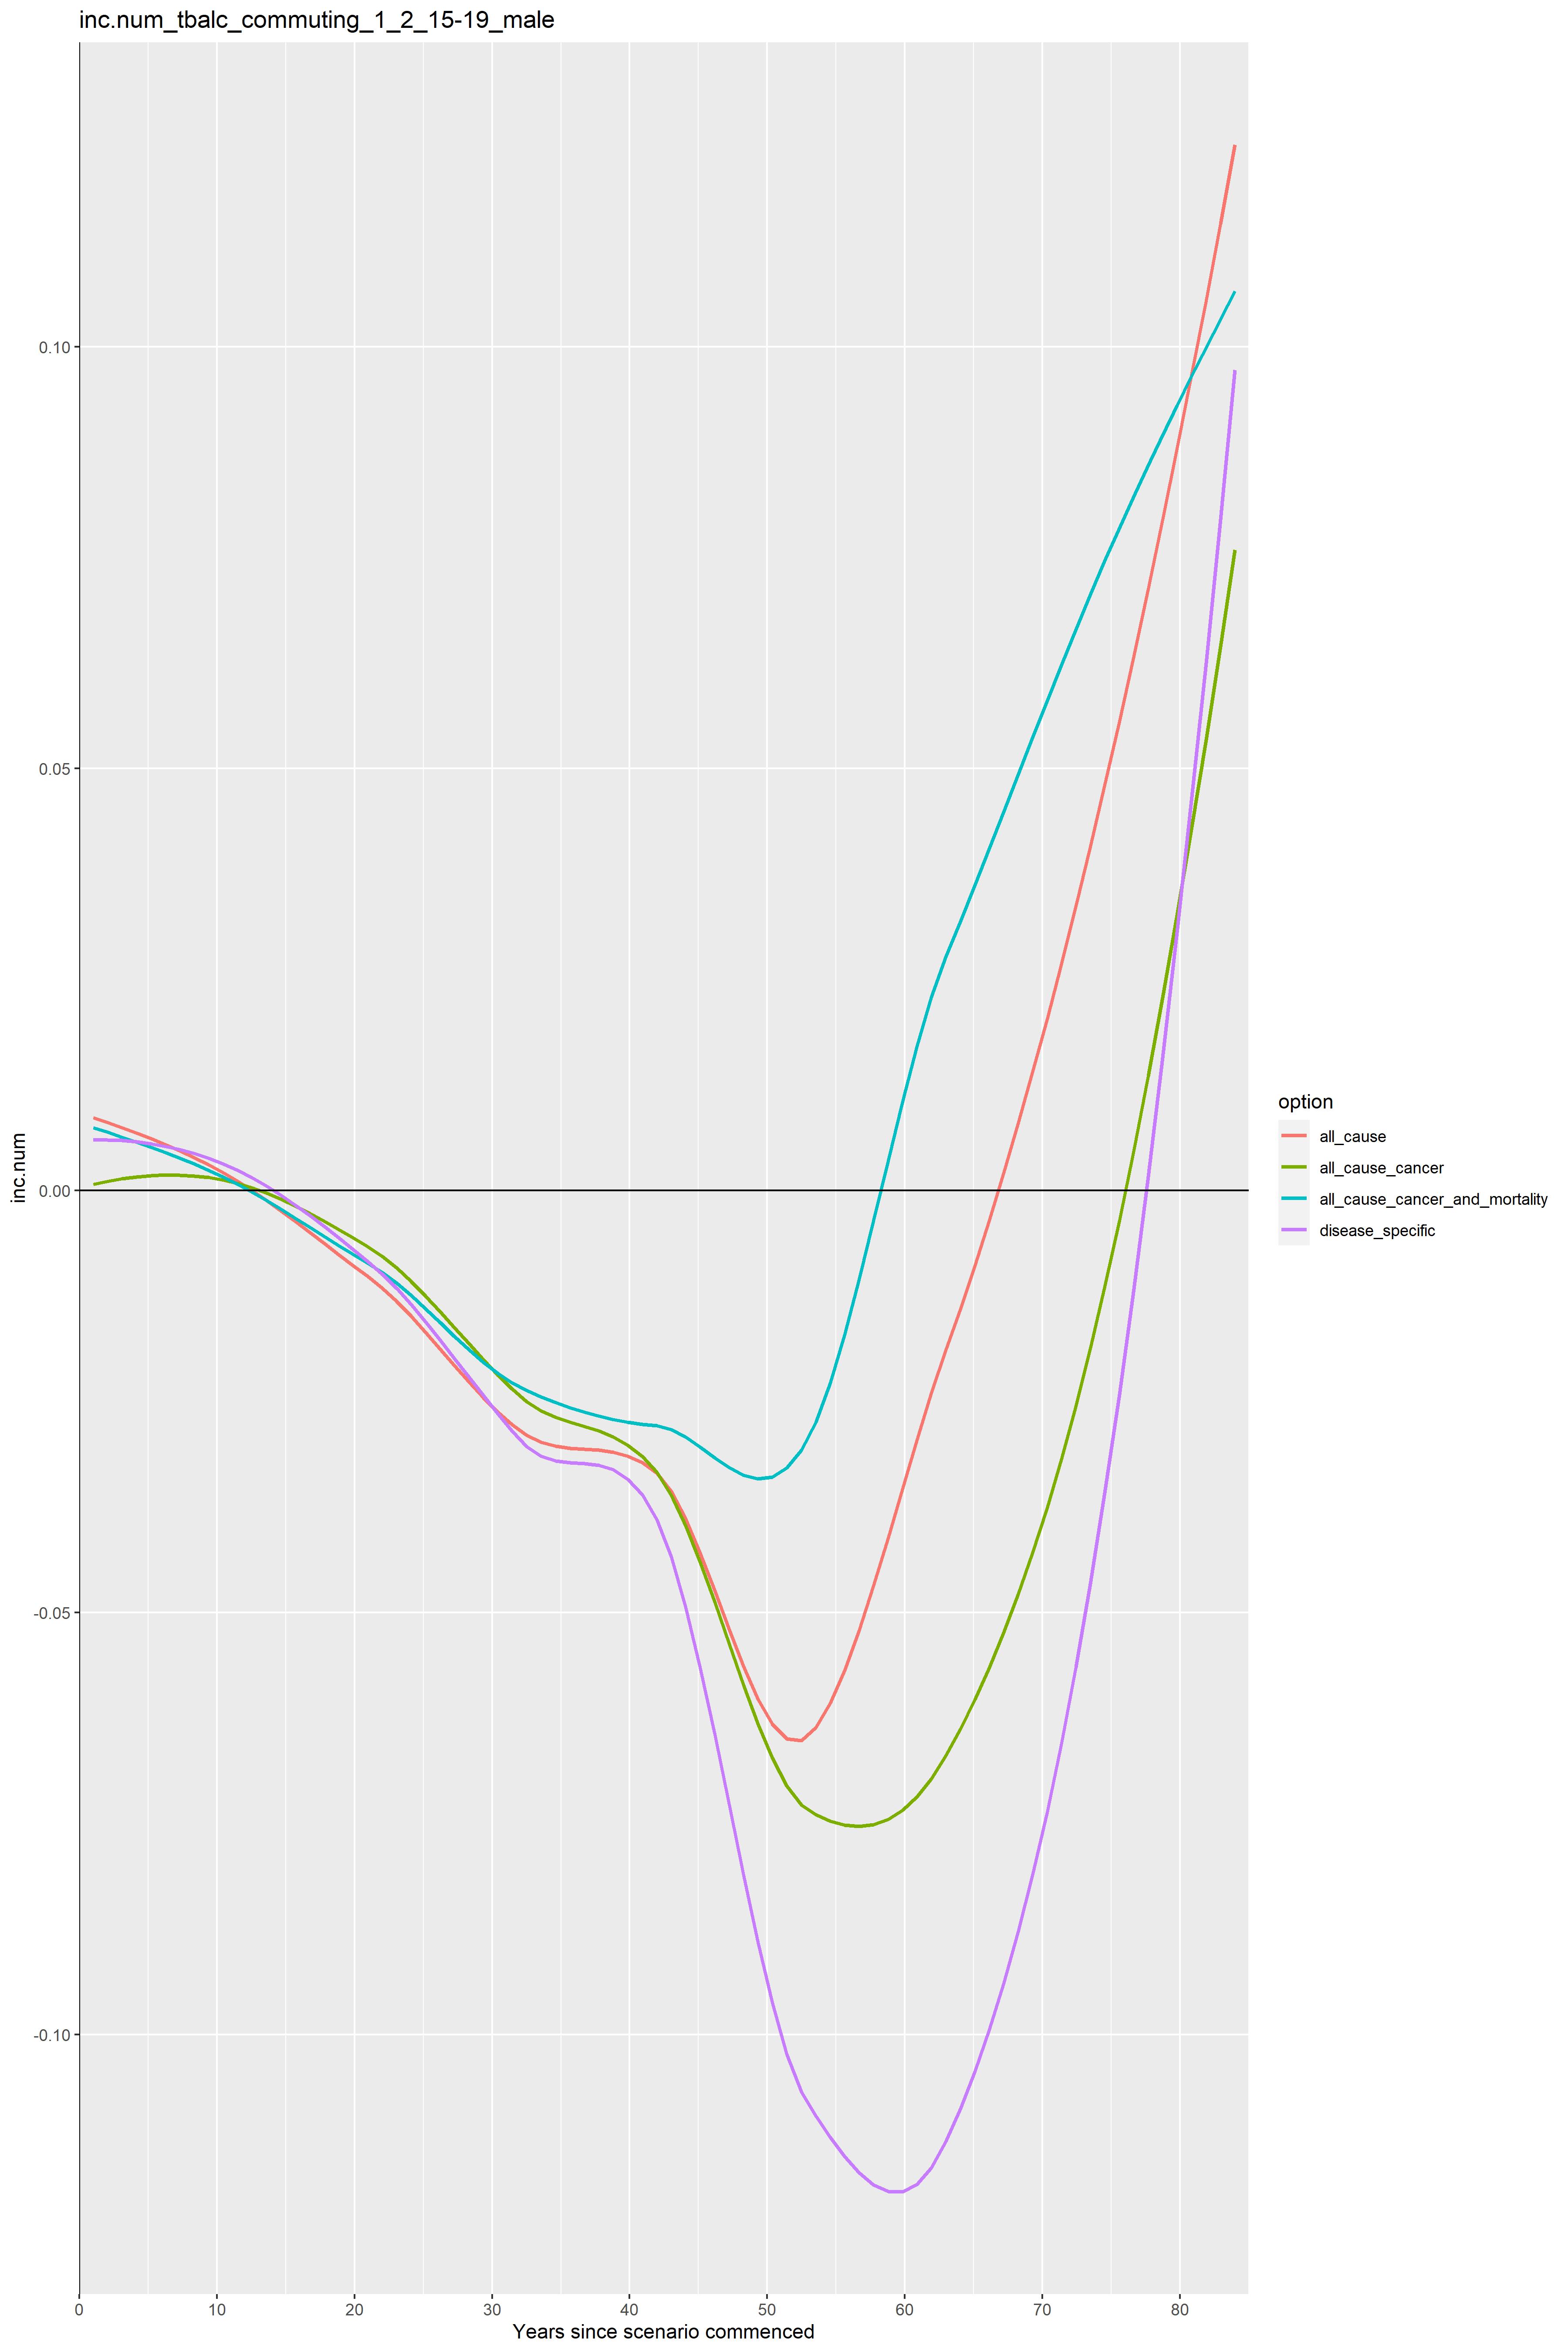 inc.num_tbalc_commuting_1_2_15-19_male
0.10
0.05
0.00
-0.05
-0.10
inc.num
0 10 20 30 40 50 60 70 80
Years since scenario commenced
option
all_cause
all_cause_cancer
all_cause_cancer_and_mortality
disease_specific